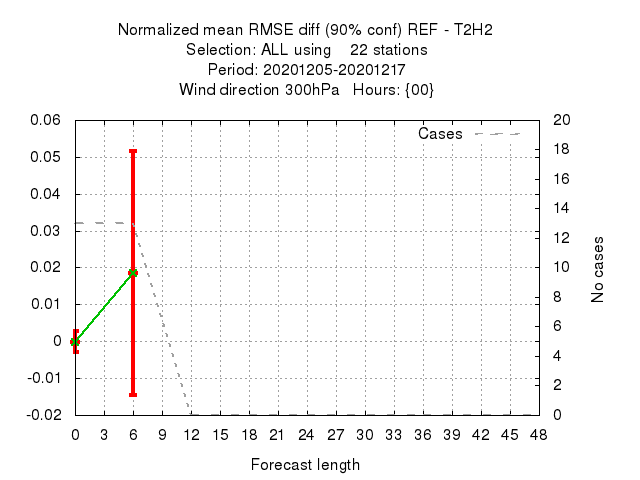 Normalized mean RMSE diff (90% conf) REF - T2H2
Selection: ALL using    22 stations
Period: 20201205-20201217
Wind direction 300hPa   Hours: {00}
Cases
0.06
0.05
0.04
0.03
0.02
0.01
0
-0.01
-0.02
20
18
16
14
12
10
8
6
4
2
0
No cases
0 3 6 9 12 15 18 21 24 27 30 33 36 39 42 45 48
Forecast length